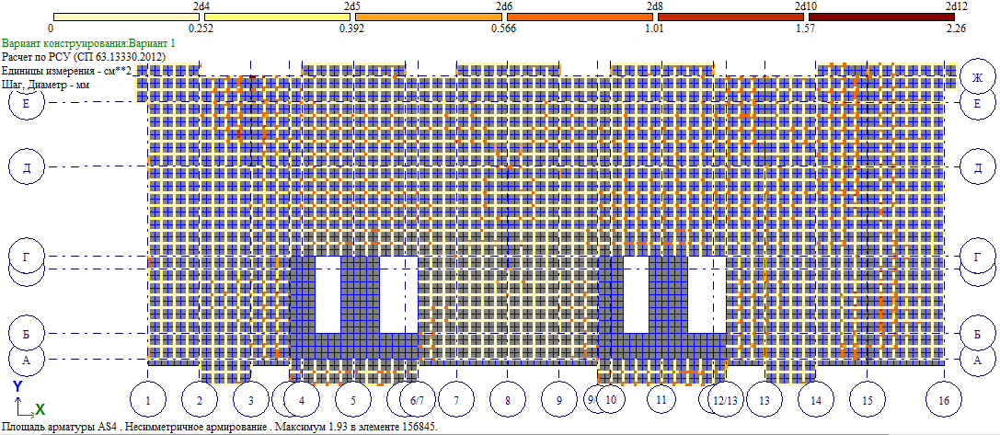 2d4 2d5 2d6 2d8 2d10 2d12
0 0.252 0.392 0.566 1.01 1.57 2.26
Вариант конструирования:Вариант 1
Расчет по РСУ (СП 63.13330.2012)
Единицы измерения - см**2
Шаг, Диаметр - мм
Ж
Е Е
Д Д
Г Г
Б Б
А А
Y
X
1 2 3 4 5 6/7 7 8 9 9/ 10 11 12/13 13 14 15 16
Площадь арматуры AS4 . Несимметричное армирование . Максимум 1.93 в элементе 156845.